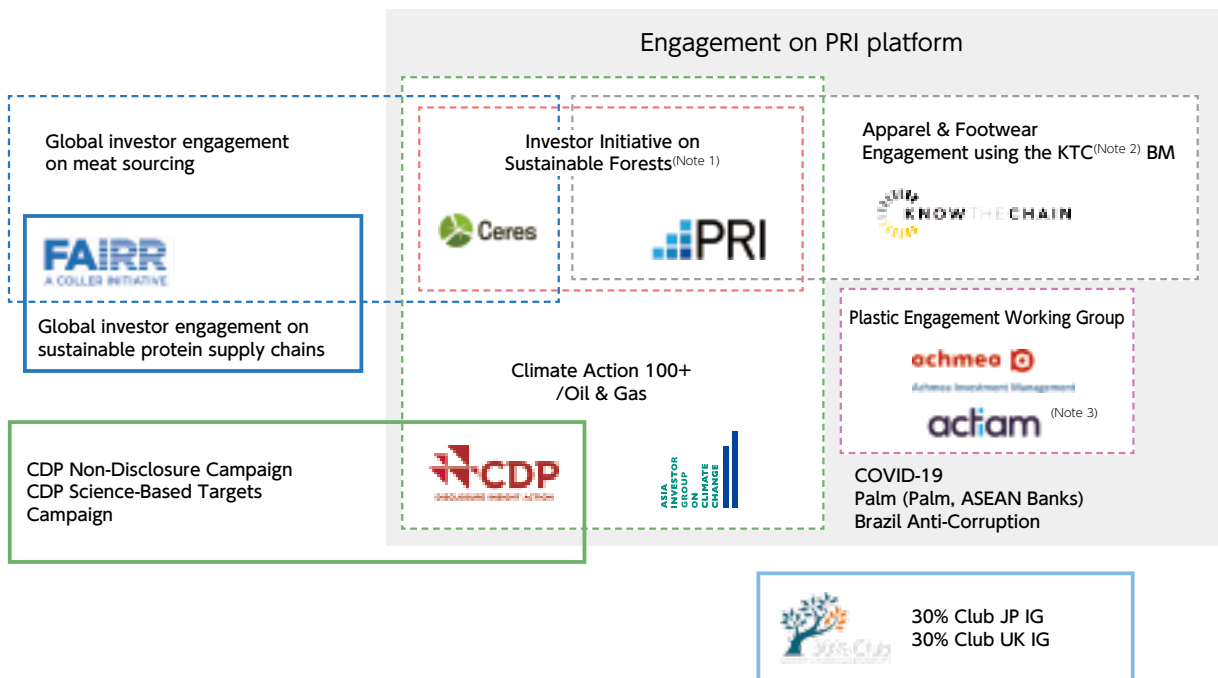 Engagement on PRI platform
Global investor engagement
on meat sourcing
FAIRR
A COLLER INITIATIVE
Global investor engagement on
sustainable protein supply chains
Investor Initiative on
Sustainable Forests(Note 1)
Ceres
PRI
Apparel & Footwear
Engagement using the KTC(Note 2) BM
KNOWTHECHAIN
Plastic Engagement Working Group
achmea
Achmea Investment Management
actiam (Note 3)
Climate Action 100+
/Oil & Gas
CDP Non-Disclosure Campaign
CDP Science-Based Targets
Campaign
CDP
DISCLOSURE INSIGHT ACTION
ASIA
INVESTOR
GROUP
ON
CLIMATE
CHANGE
COVID-19
Palm (Palm, ASEAN Banks)
Brazil Anti-Corruption
30% Club
30% Club JP IG
30% Club UK IG